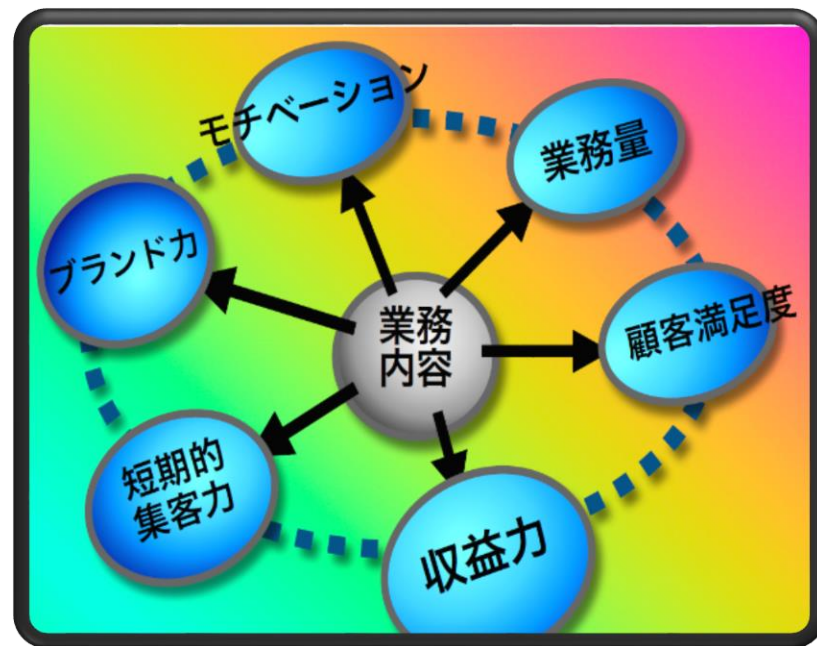 モチベーション
業務量
ブランド力
顧客満足度
業務
内容
短期的
集客力
収益力